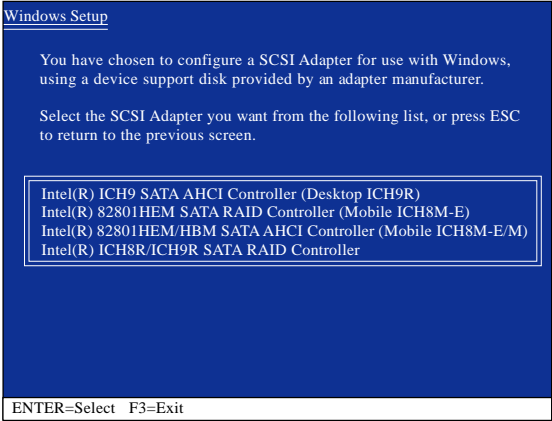 Windows Setup
You have chosen to configure a SCSI Adapter for use with Windows,
using a device support disk provided by an adapter manufacturer.
Select the SCSI Adapter you want from the following list, or press ESC
to return to the previous screen.
Intel(R) ICH9 SATA AHCI Controller (Desktop ICH9R)
Intel(R) 82801HEM SATA RAID Controller (Mobile ICH8M-E)
Intel(R) 82801HEM/HBM SATA AHCI Controller (Mobile ICH8M-E/M)
Intel(R) ICH8R/ICH9R SATA RAID Controller
ENTER=Select F3=Exit